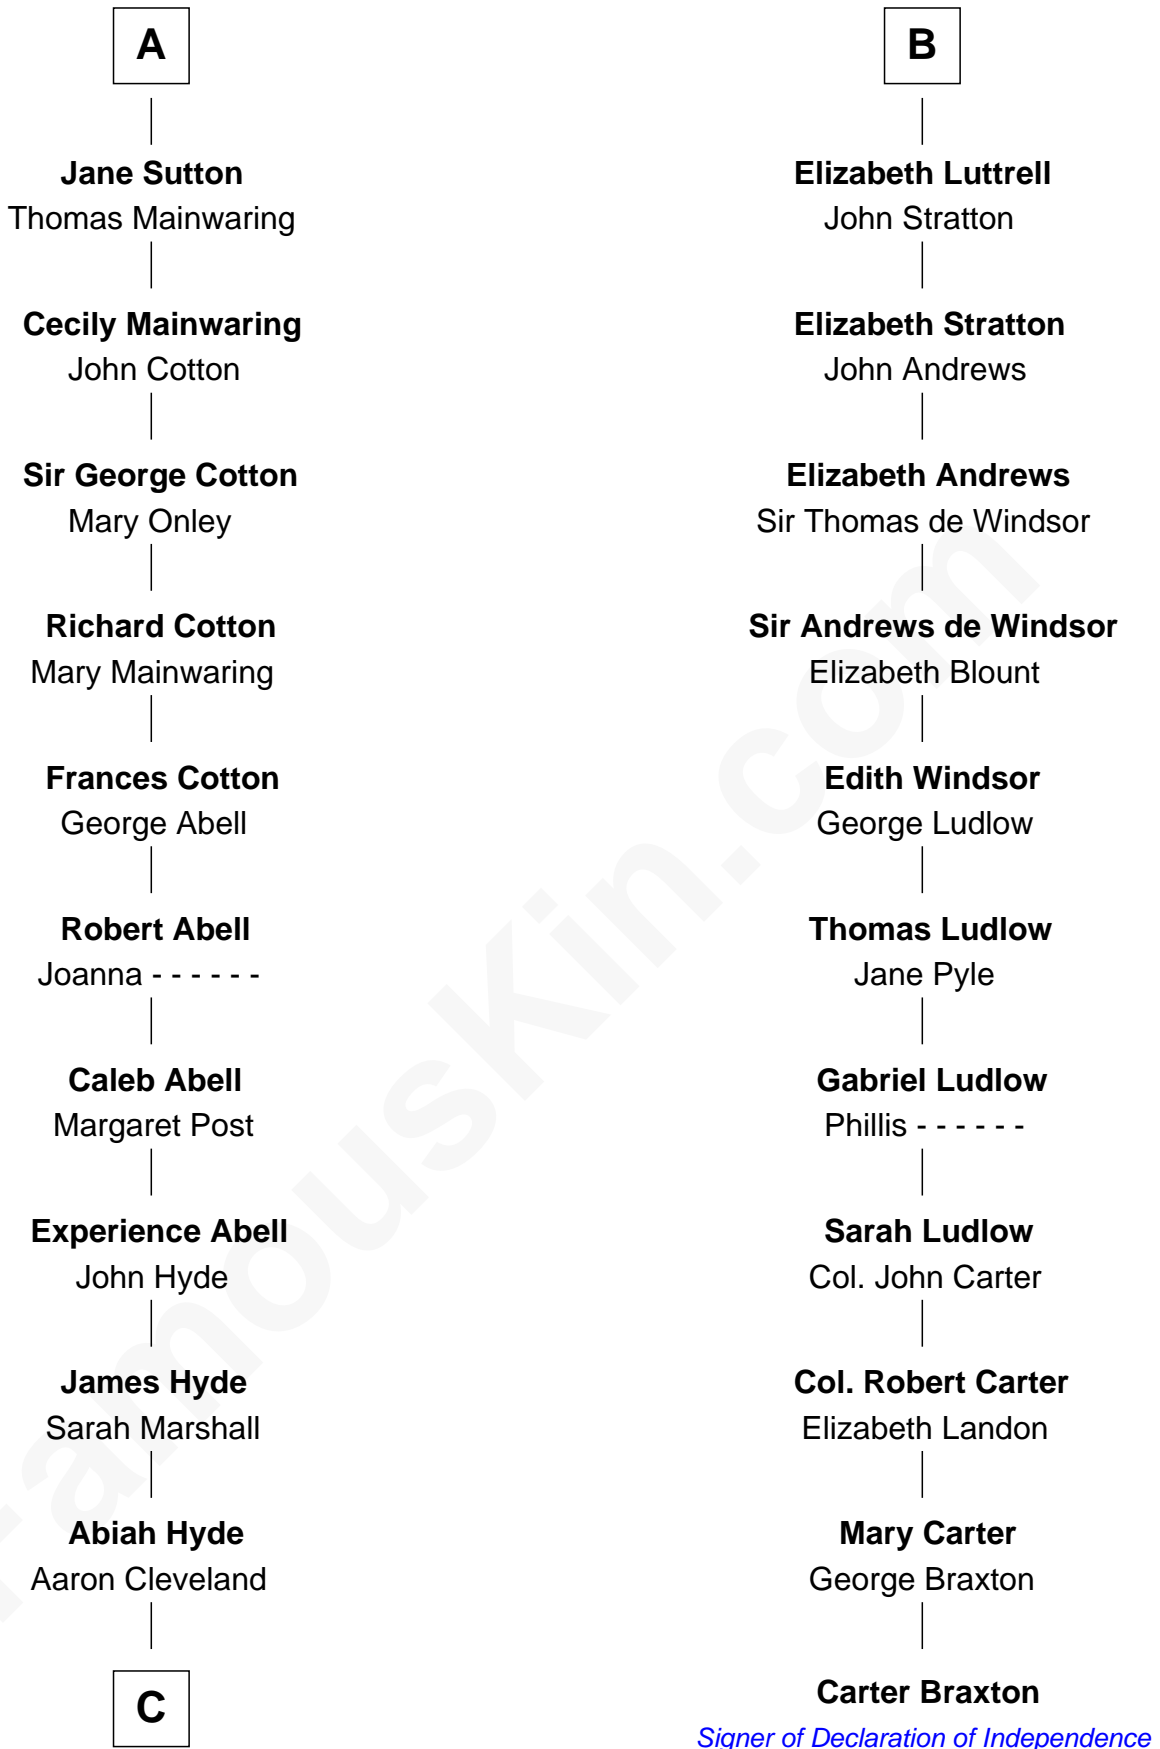 A
Jane Sutton
Thomas Mainwaring
Cecily Mainwaring
John Cotton
Sir George Cotton
Mary Onley
Richard Cotton
Mary Mainwaring
Frances Cotton
George Abell
Robert Abell
Joanna - - - - - -
Caleb Abell
Margaret Post
Experience Abell
John Hyde
James Hyde
Sarah Marshall
Abiah Hyde
Aaron Cleveland
C
B
Elizabeth Luttrell
John Stratton
Elizabeth Stratton
John Andrews
Elizabeth Andrews
Sir Thomas de Windsor
Sir Andrews de Windsor
Elizabeth Blount
Edith Windsor
George Ludlow
Thomas Ludlow
Jane Pyle
Gabriel Ludlow
Phillis - - - - - -
Sarah Ludlow
Col. John Carter
Col. Robert Carter
Elizabeth Landon
Mary Carter
George Braxton
Carter Braxton
Signer of Declaration of Independence
FamousKin.com